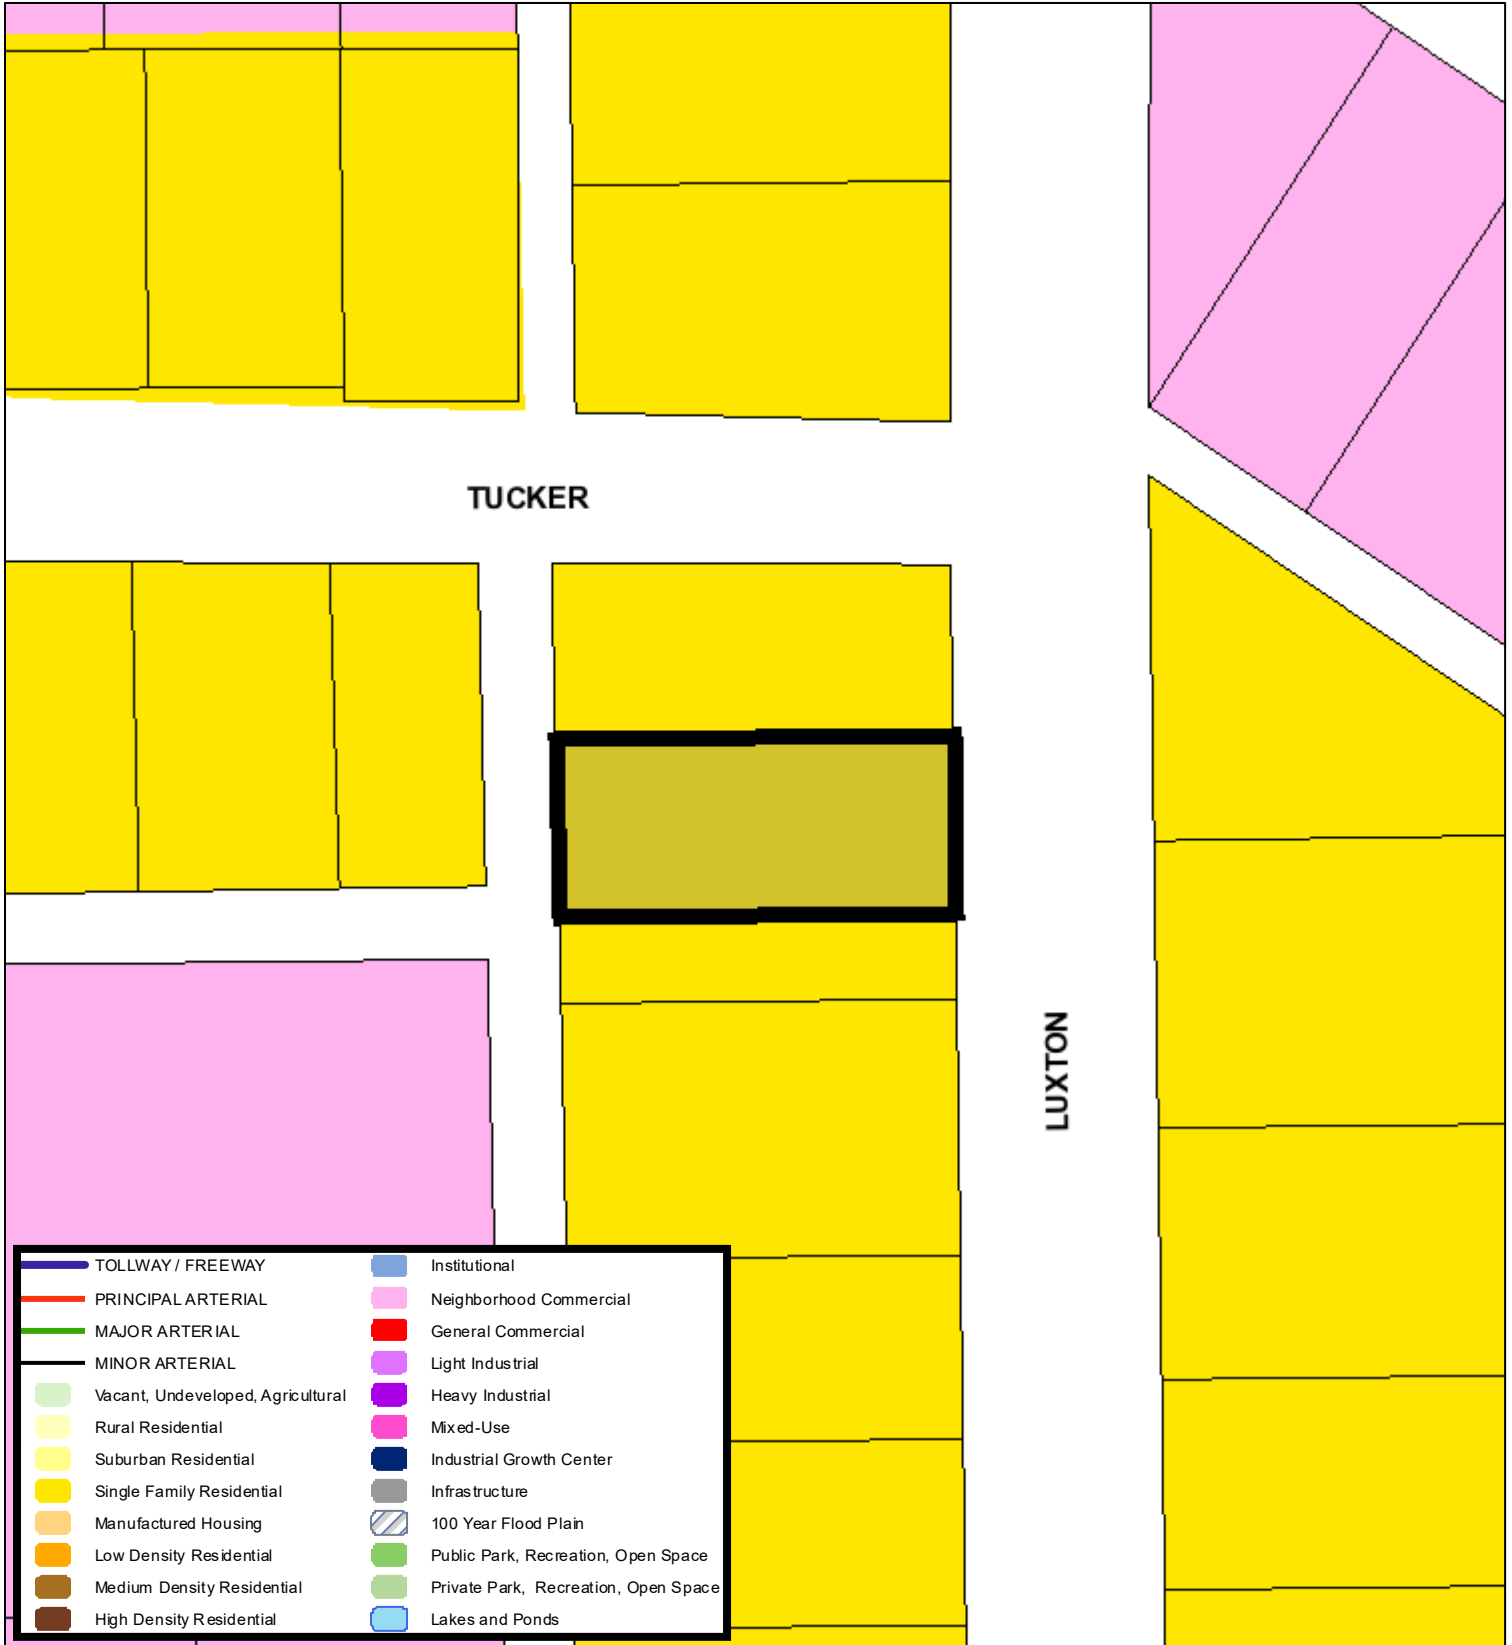 TUCKER
LUXTON
TOLLWAY / FREEWAY
PRINCIPAL ARTERIAL
MAJOR ARTERIAL
MINOR ARTERIAL
Vacant, Undeveloped, Agricultural
Rural Residential
Suburban Residential
Single Family Residential
Manufactured Housing
Low Density Residential
Medium Density Residential
High Density Residential
Institutional
Neighborhood Commercial
General Commercial
Light Industrial
Heavy Industrial
Mixed-Use
Industrial Growth Center
Infrastructure
100 Year Flood Plain
Public Park, Recreation, Open Space
Private Park, Recreation, Open Space
Lakes and Ponds